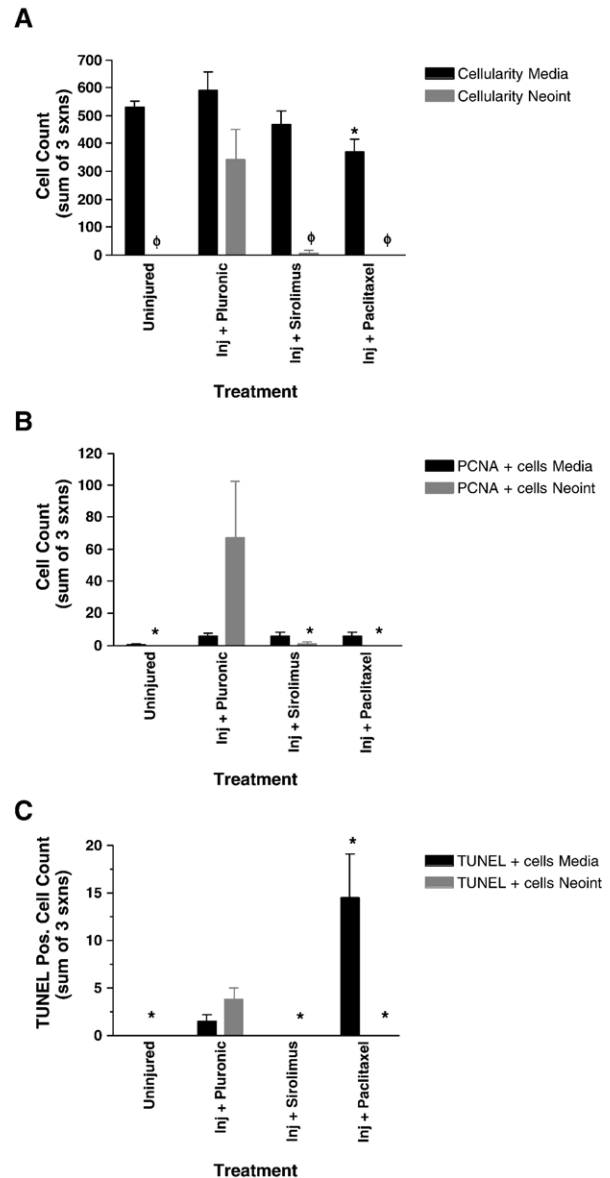 A
700
600
500
400
300
200
100
0
Cell Count
(sum of 3 sxns)
Cellularity Media
Cellularity Neoint
ϕ
ϕ
*
ϕ
Uninjured
Inj + Pluronic
Inj + Sirolimus
Inj + Paclitaxel
Treatment
B
120
100
80
60
40
20
0
Cell Count
(sum of 3 sxns)
PCNA + cells Media
PCNA + cells Neoint
*
*
*
Uninjured
Inj + Pluronic
Inj + Sirolimus
Inj + Paclitaxel
Treatment
C
20
15
10
5
0
TUNEL Pos. Cell Count
(sum of 3 sxns)
TUNEL + cells Media
TUNEL + cells Neoint
*
*
*
*
Uninjured
Inj + Pluronic
Inj + Sirolimus
Inj + Paclitaxel
Treatment